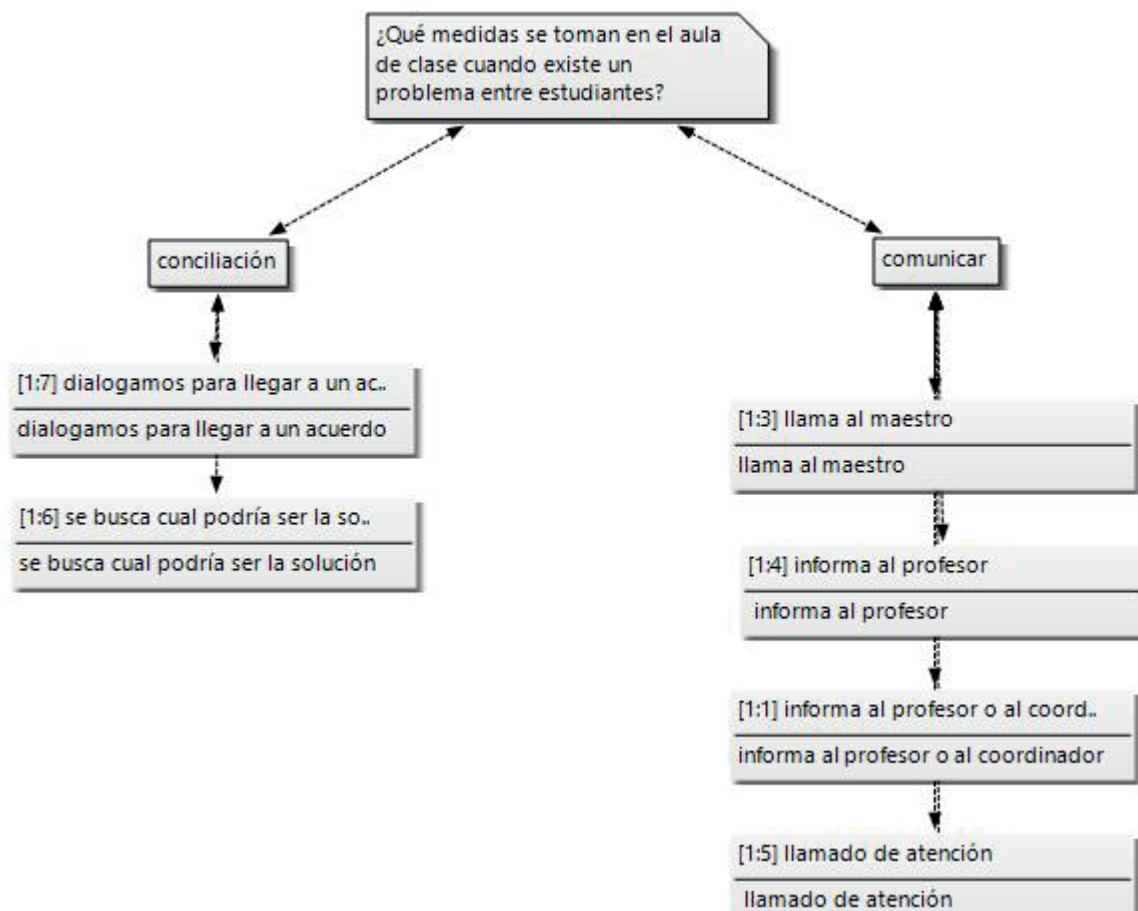 ¿Qué medidas se toman en el aula
de clase cuando existe un
problema entre estudiantes?
conciliación
comunicar
[1:7] dialogamos para llegar a un ac..
dialogamos para llegar a un acuerdo
[1:6] se busca cual podría ser la so..
se busca cual podría ser la solución
[1:3] llama al maestro
llama al maestro
[1:4] informa al profesor
informa al profesor
[1:1] informa al profesor o al coord..
informa al profesor o al coordinador
[1:5] llamado de atención
llamado de atención